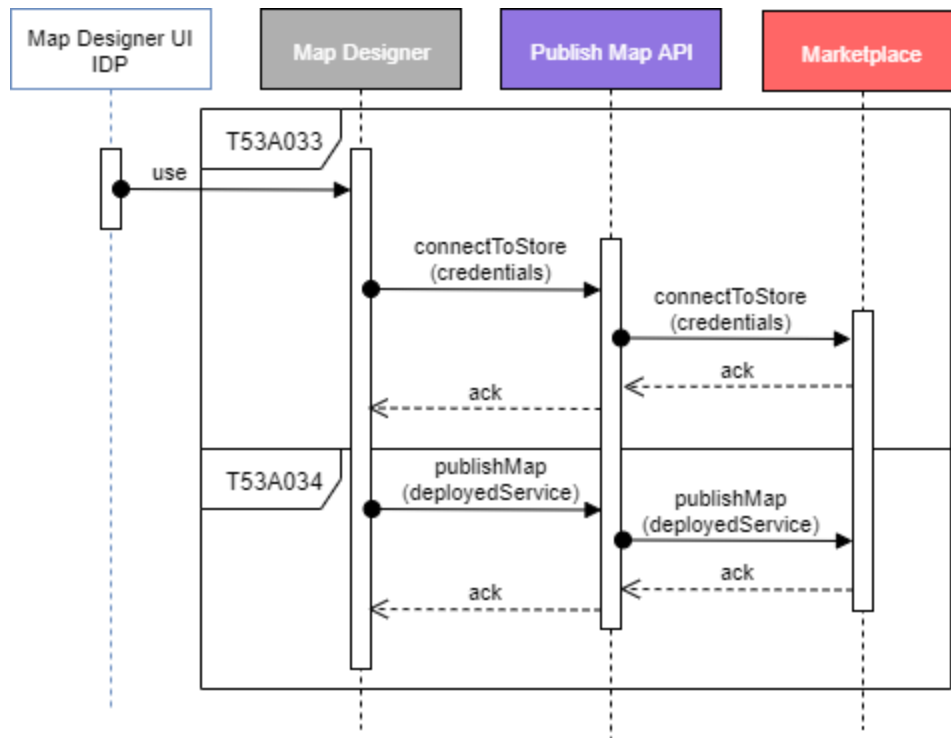 Map Designer UI
IDP
Map Designer
Publish Map API
Marketplace
T53A033
use
connectToStore
(credentials)
connectToStore
(credentials)
ack
ack
T53A034
publishMap
(deployedService)
publishMap
(deployedService)
ack
ack